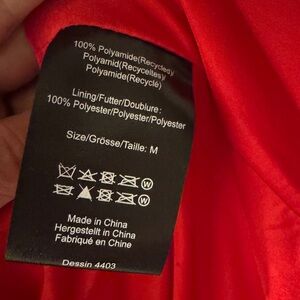 100% Polyamide(Recycled)/
Polyamid(Recyceltes)/
Polyamide(Recyclé)
Lining/Futter/Doublure :
100% Polyester/Polyester/Polyester
Size/Grösse/Taille: M
W
W
Made in China
Hergestellt in China
Fabriqué en Chine
Dessin 4403